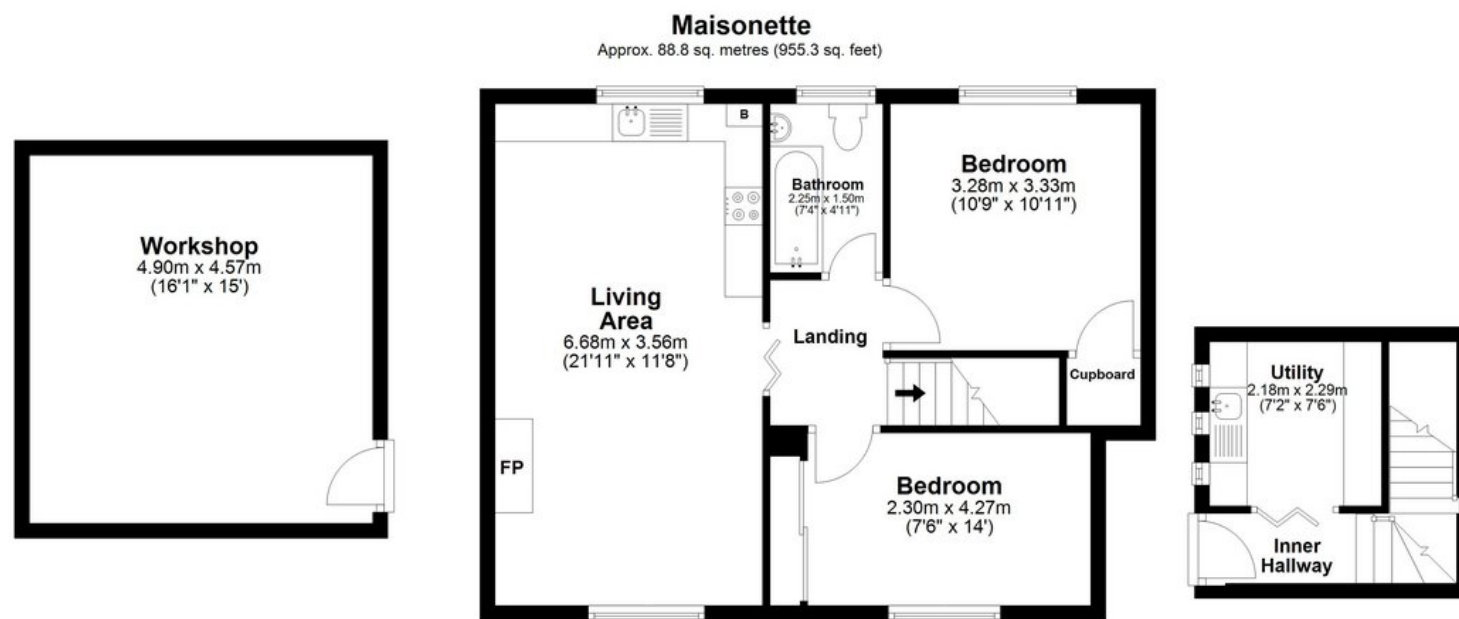 Maisonette
Approx. 88.8 sq. metres (955.3 sq. feet)
Workshop
4.90m x 4.57m
(16'1" x 15')
Living
Area
6.68m x 3.56m
(21'11" x 11'8")
FP
B
Bathroom
2.25m x 1.50m
(7'4" x 4'11")
Bedroom
3.28m x 3.33m
(10'9" x 10'11")
Landing
Cupboard
Bedroom
2.30m x 4.27m
(7'6" x 14')
Utility
2.18m x 2.29m
(7'2" x 7'6")
Inner
Hallway